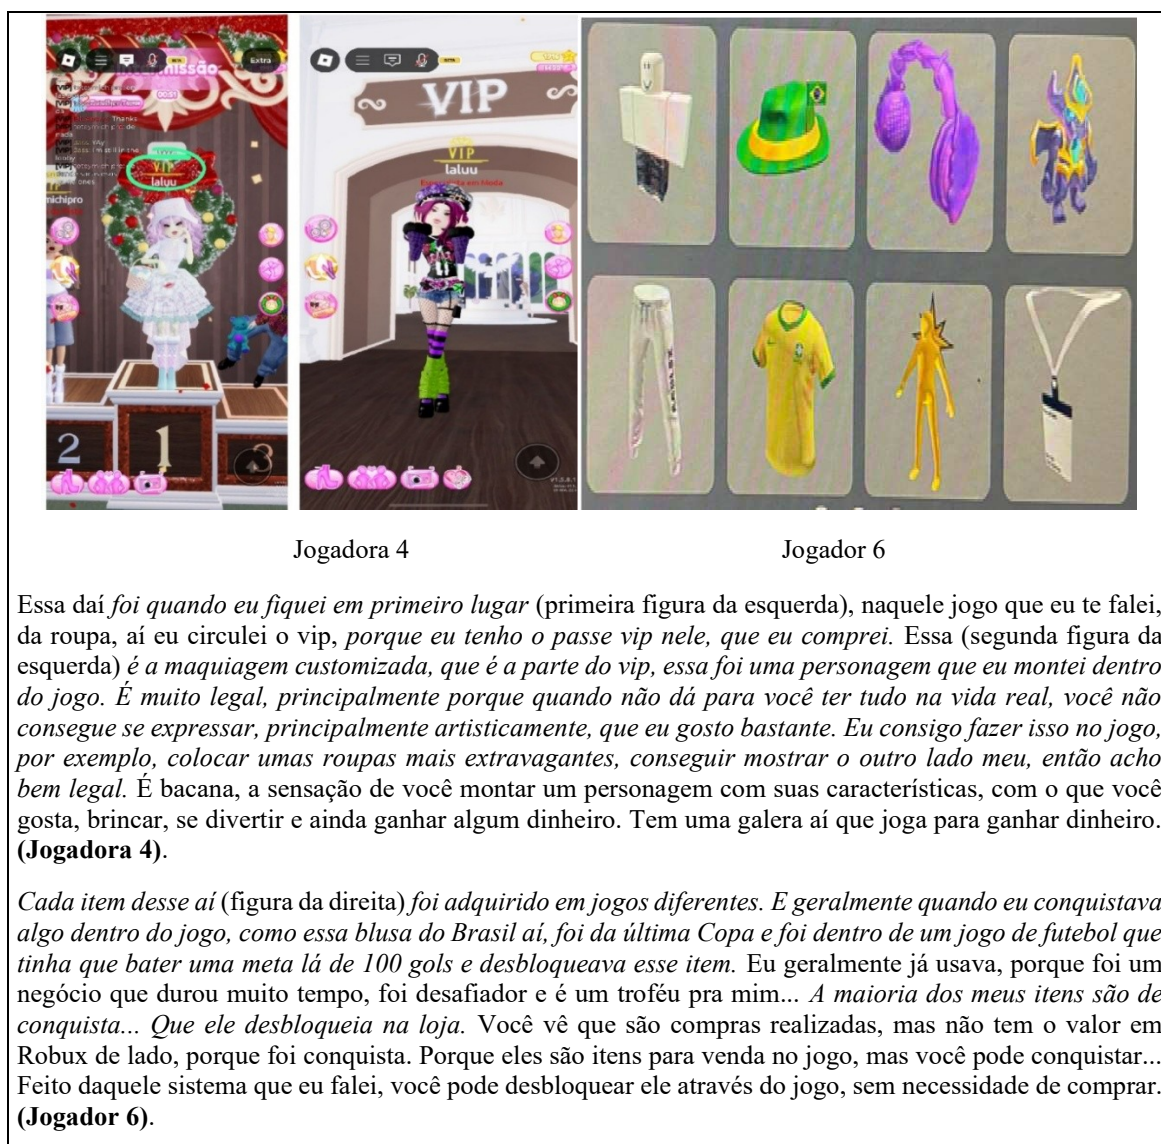 Extra
Intermissão
00:51
VIP
laluu
michipro
2
1
3
VIP
VIP
laluu
Especialista em Moda
Jogadora 4
Jogador 6
Essa daí foi quando eu fiquei em primeiro lugar (primeira figura da esquerda), naquele jogo que eu te falei,
da roupa, aí eu circulei o vip, porque eu tenho o passe vip nele, que eu comprei. Essa (segunda figura da
esquerda) é a maquiagem customizada, que é a parte do vip, essa foi uma personagem que eu montei dentro
do jogo. É muito legal, principalmente porque quando não dá para você ter tudo na vida real, você não
consegue se expressar, principalmente artisticamente, que eu gosto bastante. Eu consigo fazer isso no jogo,
por exemplo, colocar umas roupas mais extravagantes, conseguir mostrar o outro lado meu, então acho
bem legal. É bacana, a sensação de você montar um personagem com suas características, com o que você
gosta, brincar, se divertir e ainda ganhar algum dinheiro. Tem uma galera aí que joga para ganhar dinheiro.
(Jogadora 4).
Cada item desse aí (figura da direita) foi adquirido em jogos diferentes. E geralmente quando eu conquistava
algo dentro do jogo, como essa blusa do Brasil aí, foi da última Copa e foi dentro de um jogo de futebol que
tinha que bater uma meta lá de 100 gols e desbloqueava esse item. Eu geralmente já usava, porque foi um
negócio que durou muito tempo, foi desafiador e é um troféu pra mim... A maioria dos meus itens são de
conquista... Que ele desbloqueia na loja. Você vê que são compras realizadas, mas não tem o valor em
Robux de lado, porque foi conquista. Porque eles são itens para venda no jogo, mas você pode conquistar...
Feito daquele sistema que eu falei, você pode desbloquear ele através do jogo, sem necessidade de comprar.
(Jogador 6).